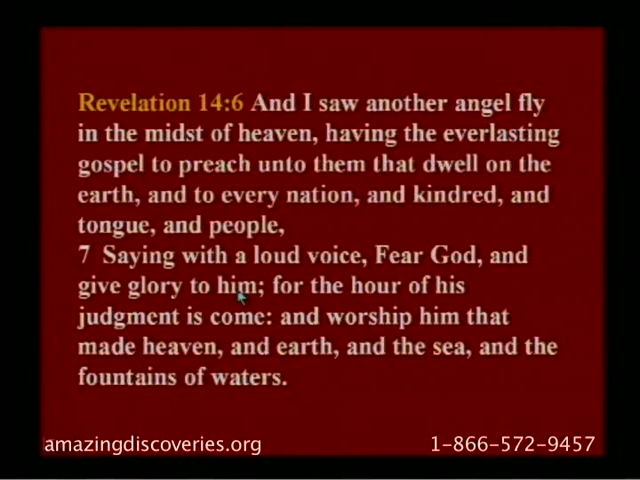 Revelation 14:6 And I saw another angel fly
in the midst of heaven, having the everlasting
gospel to preach unto them that dwell on the
earth, and to every nation, and kindred, and
tongue, and people,
7 Saying with a loud voice, Fear God, and
give glory to him; for the hour of his
judgment is come: and worship him that
made heaven, and earth, and the sea, and the
fountains of waters.
amazingdiscoveries.org
1-866-572-9457